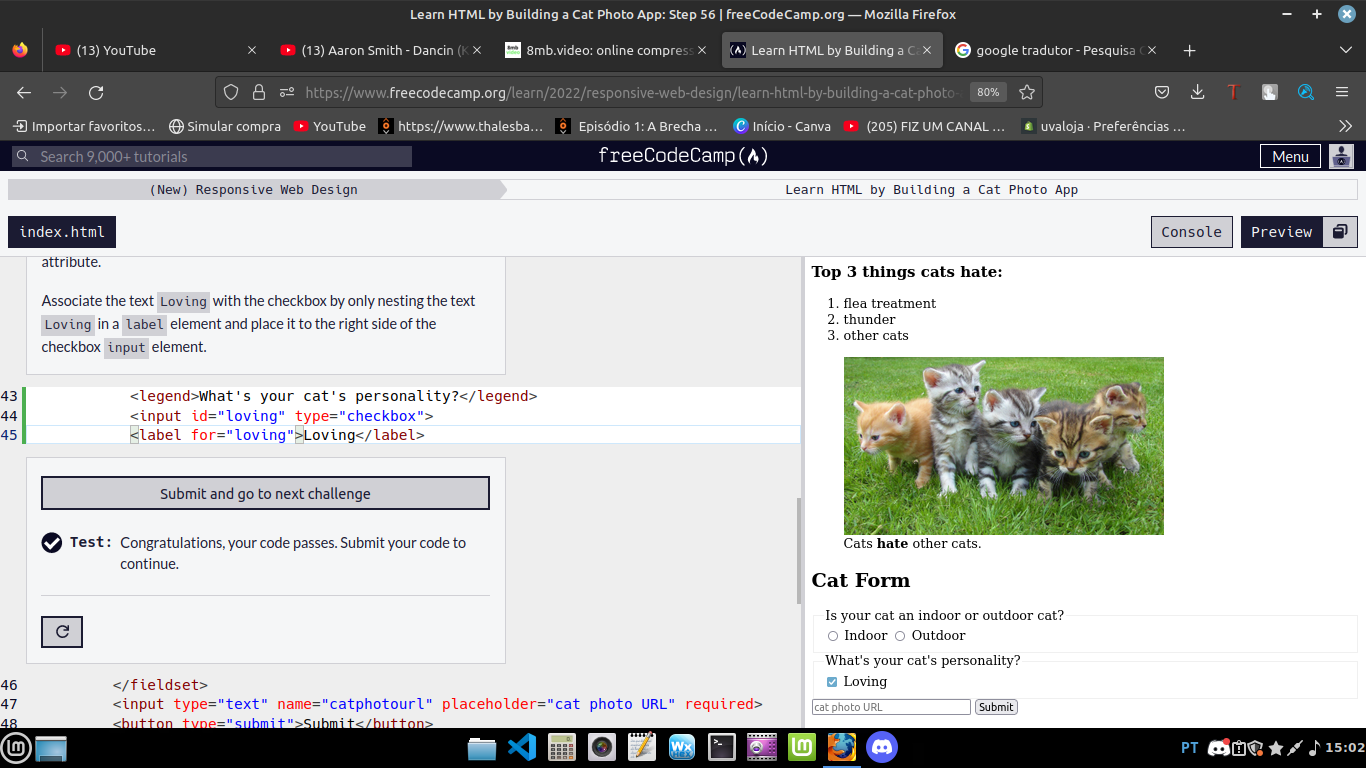 Learn HTML by Building a Cat Photo App: Step 56 | freeCodeCamp.org — Mozilla Firefox
(13) YouTube
(13) Aaron Smith - Dancin (
8mb.video: online compress
Learn HTML by Building a C
google tradutor - Pesquisa
https://www.freecodecamp.org/learn/2022/responsive-web-design/learn-html-by-building-a-cat-photo-
80%
Importar favoritos…
Simular compra
YouTube
https://www.thalesba…
Episódio 1: A Brecha …
Início - Canva
(205) FIZ UM CANAL …
uvaloja · Preferências …
Search 9,000+ tutorials
freeCodeCamp
Menu
(New) Responsive Web Design
Learn HTML by Building a Cat Photo App
index.html
Console
Preview
attribute.
Associate the text Loving with the checkbox by only nesting the text
Loving in a label element and place it to the right side of the
checkbox input element.
43 <legend>What's your cat's personality?</legend>
44 <input id="loving" type="checkbox">
45 <label for="loving">Loving</label>
Submit and go to next challenge
Test: Congratulations, your code passes. Submit your code to
continue.
46 </fieldset>
47 <input type="text" name="catphotourl" placeholder="cat photo URL" required>
48 <button type="submit">Submit</button>
Top 3 things cats hate:
1. flea treatment
2. thunder
3. other cats
Cats hate other cats.
Cat Form
Is your cat an indoor or outdoor cat?
Indoor Outdoor
What's your cat's personality?
Loving
cat photo URL Submit
PT
15:02